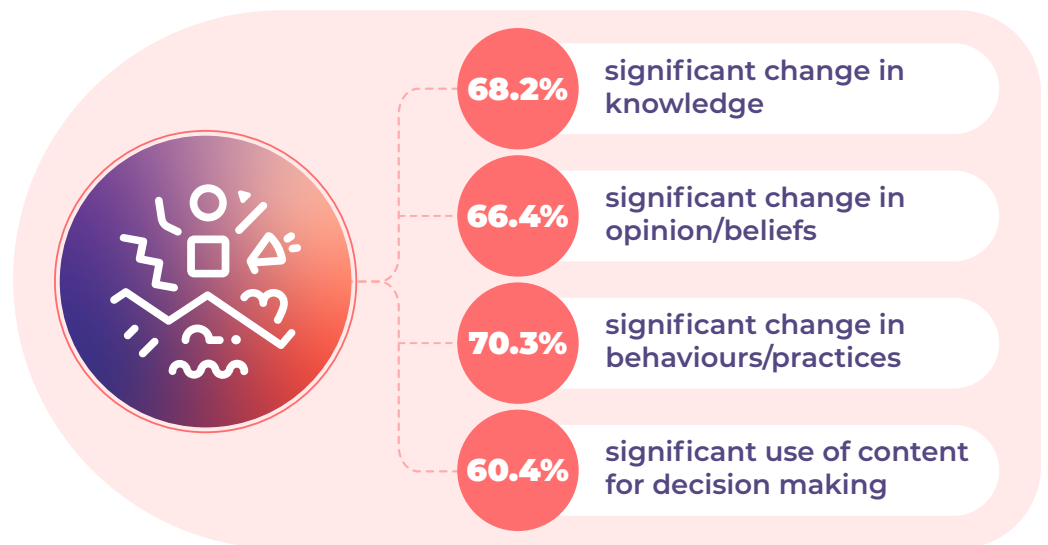 68.2%
significant change in
knowledge
66.4%
significant change in
opinion/beliefs
70.3%
significant change in
behaviours/practices
60.4%
significant use of content
for decision making